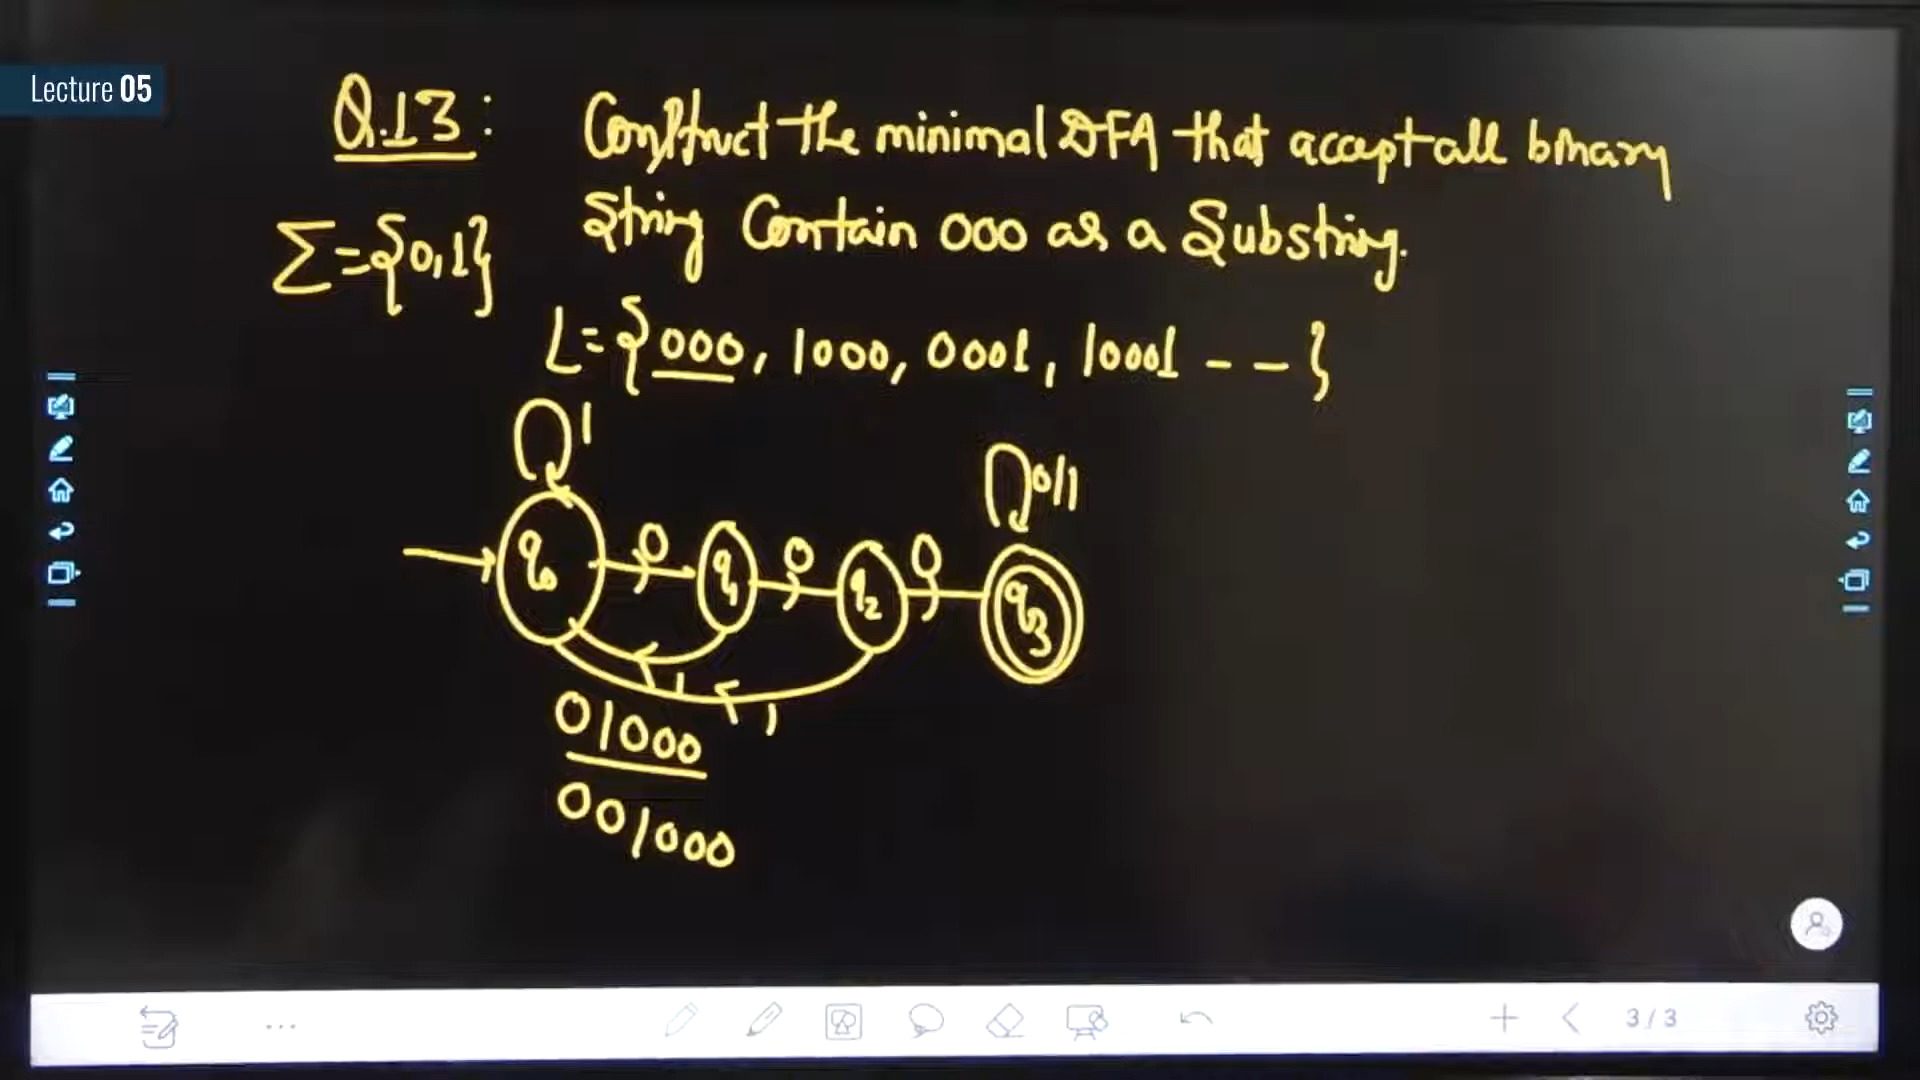 Lecture 05
Q.13: Construct the minimal DFA that accept all binary
string Contain 000 as a Substring.
Σ={0,1}
L={000, 1000, 0001, 10001 - - }
1
0/1
0 0 0
q0 q1 q2 q3
1
1
01000
001000
3/3